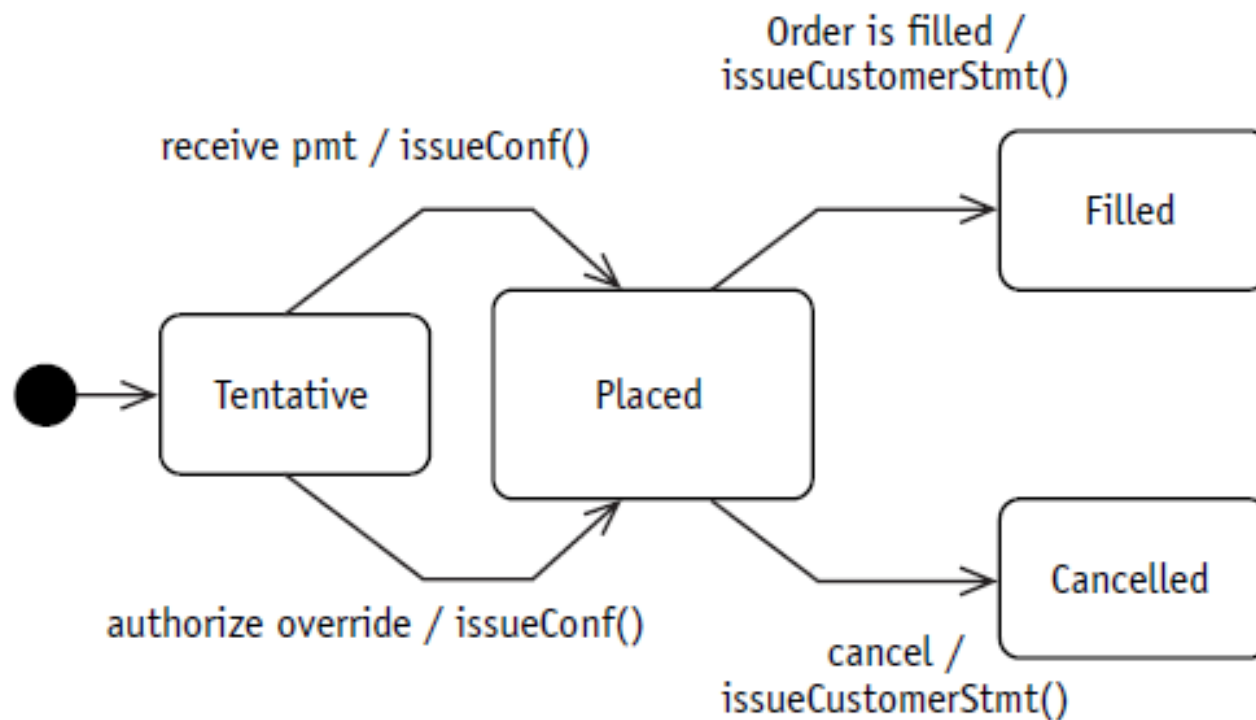 Order is filled /
issueCustomerStmt()
receive pmt / issueConf()
Filled
Tentative
Placed
Cancelled
authorize override / issueConf()
cancel /
issueCustomerStmt()